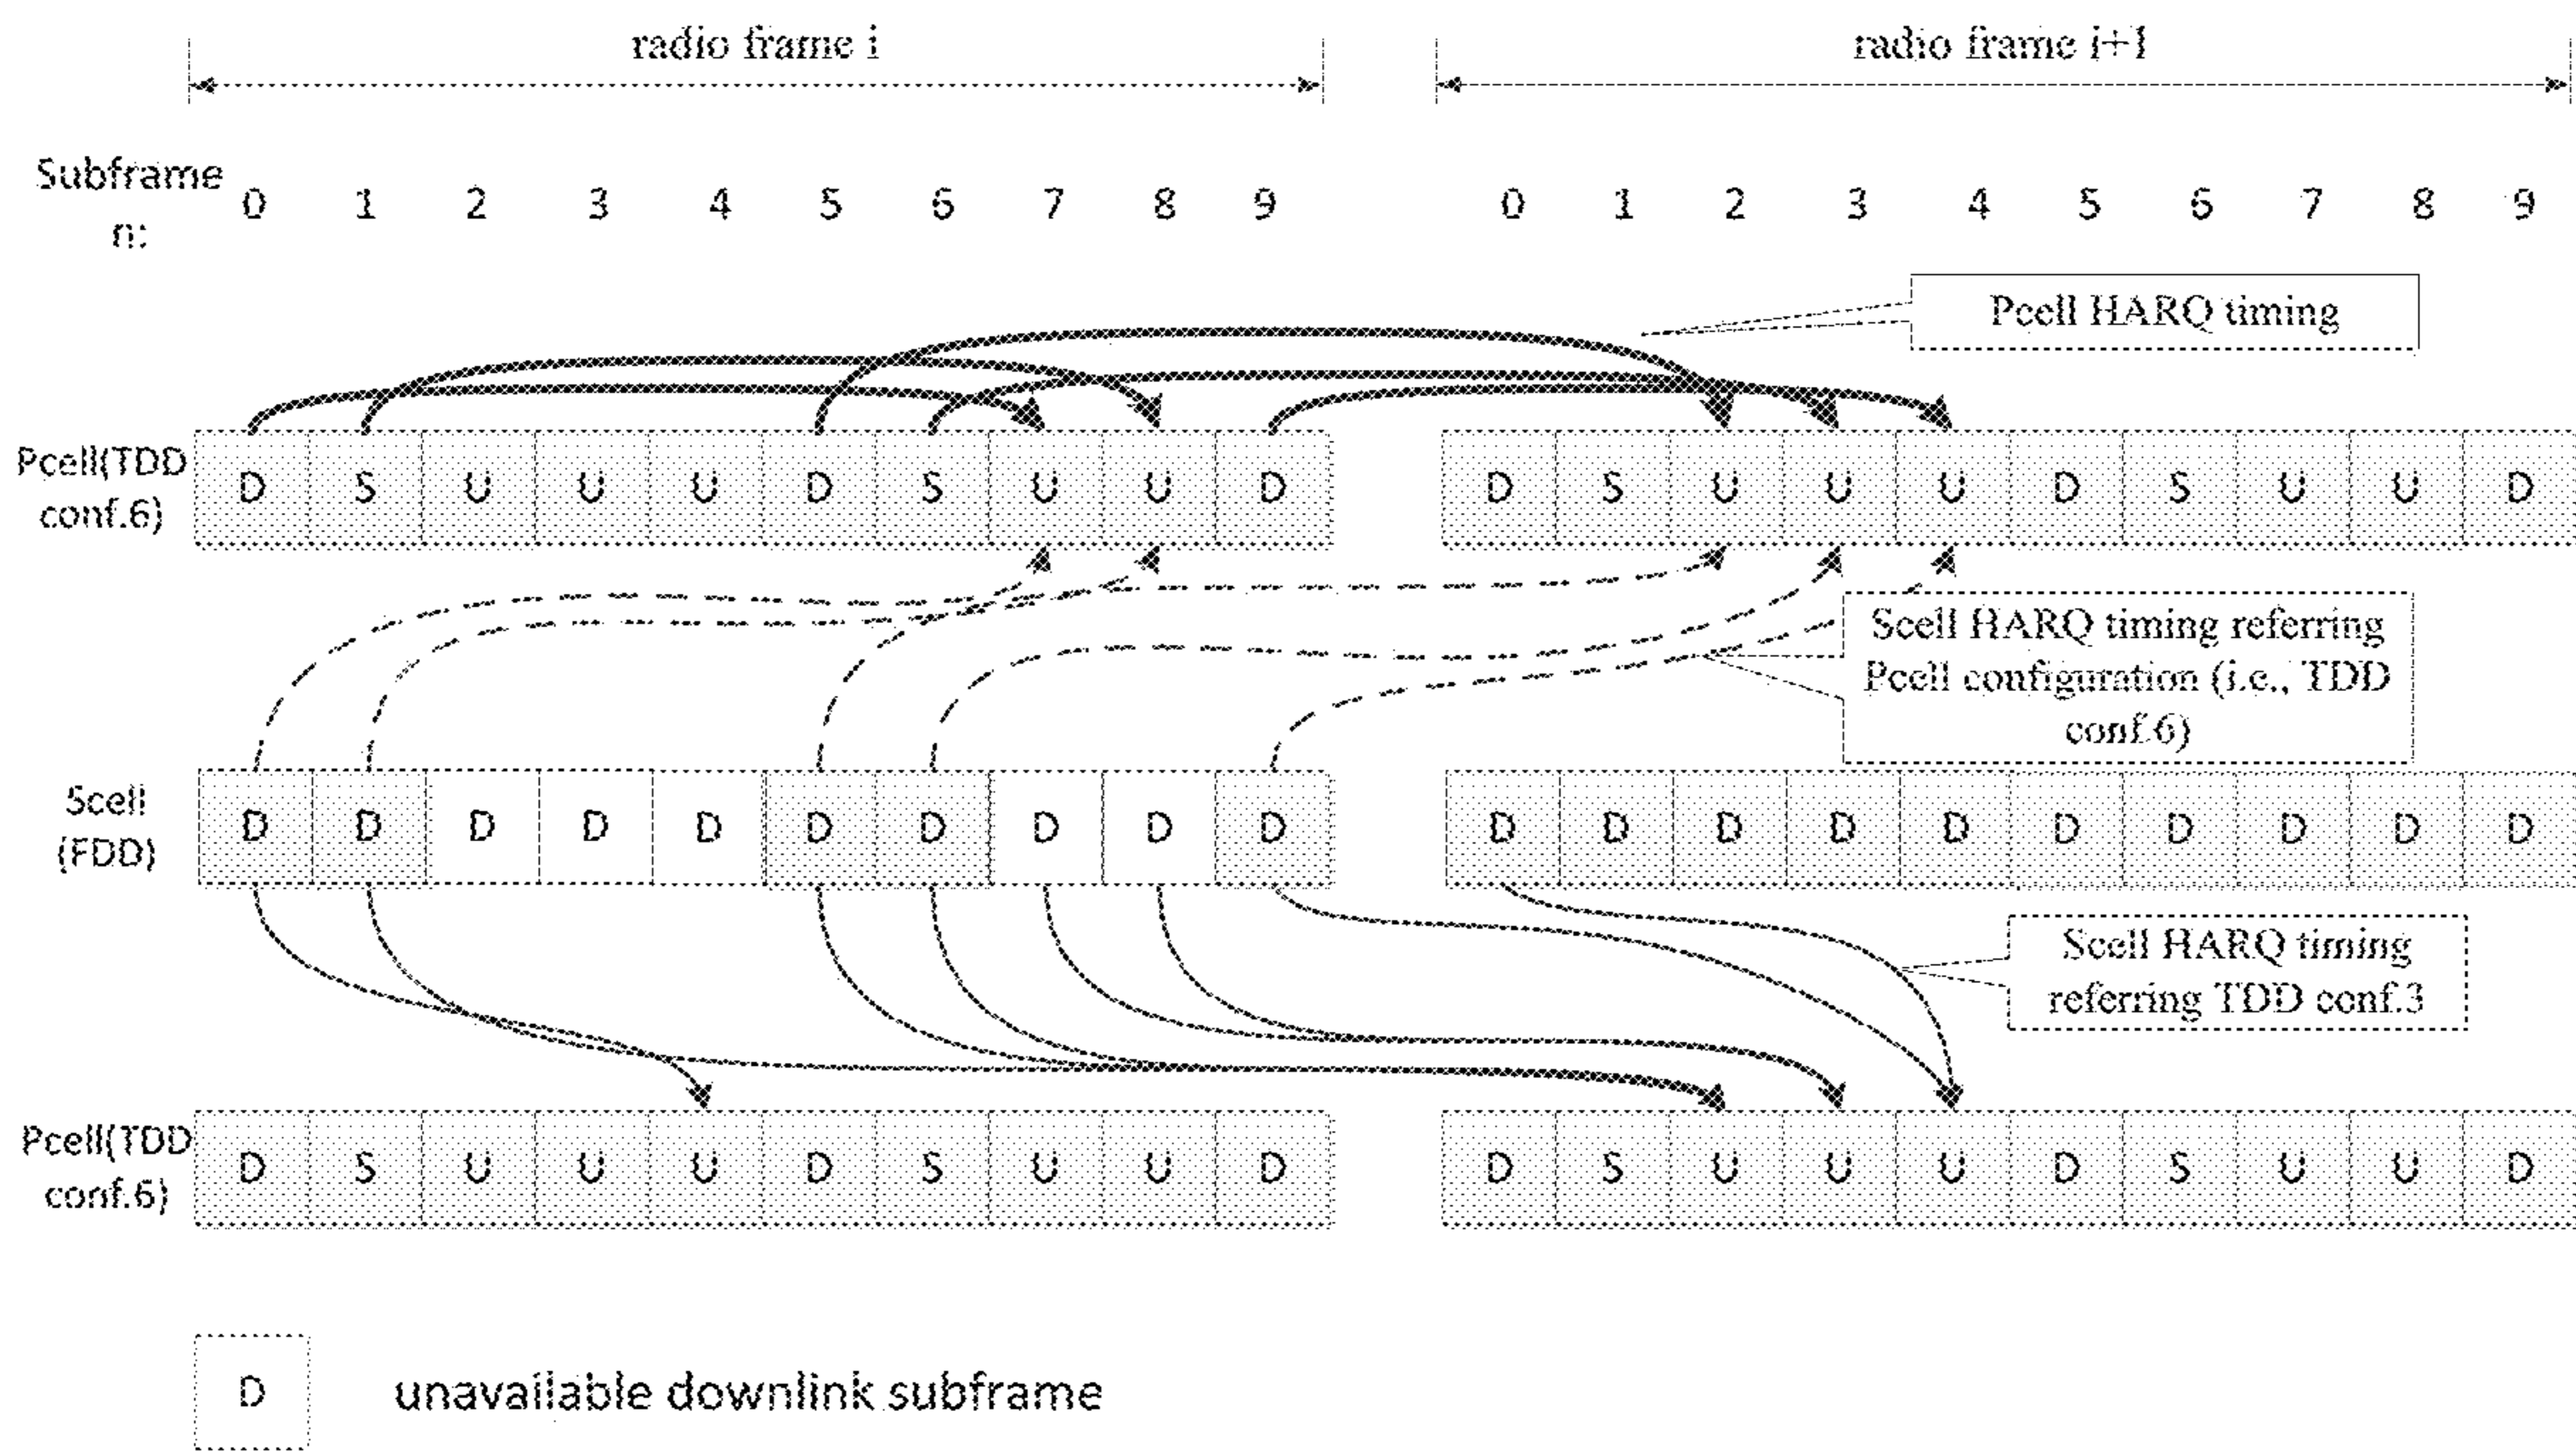 radio frame i radio frame i+1
Subframe
n:
0 1 2 3 4 5 6 7 8 9 0 1 2 3 4 5 6 7 8 9
Pcell HARQ timing
Pcell(TDD
conf.6)
D S U U U D S U U D D S U U U D S U U D
Scell HARQ timing referring
Pcell configuration (i.e., TDD
conf.6)
Scell
(FDD)
D D D D D D D D D D D D D D D D D D D D
Scell HARQ timing
referring TDD conf.3
Pcell(TDD
conf.6)
D S U U U D S U U D D S U U U D S U U D
D unavailable downlink subframe